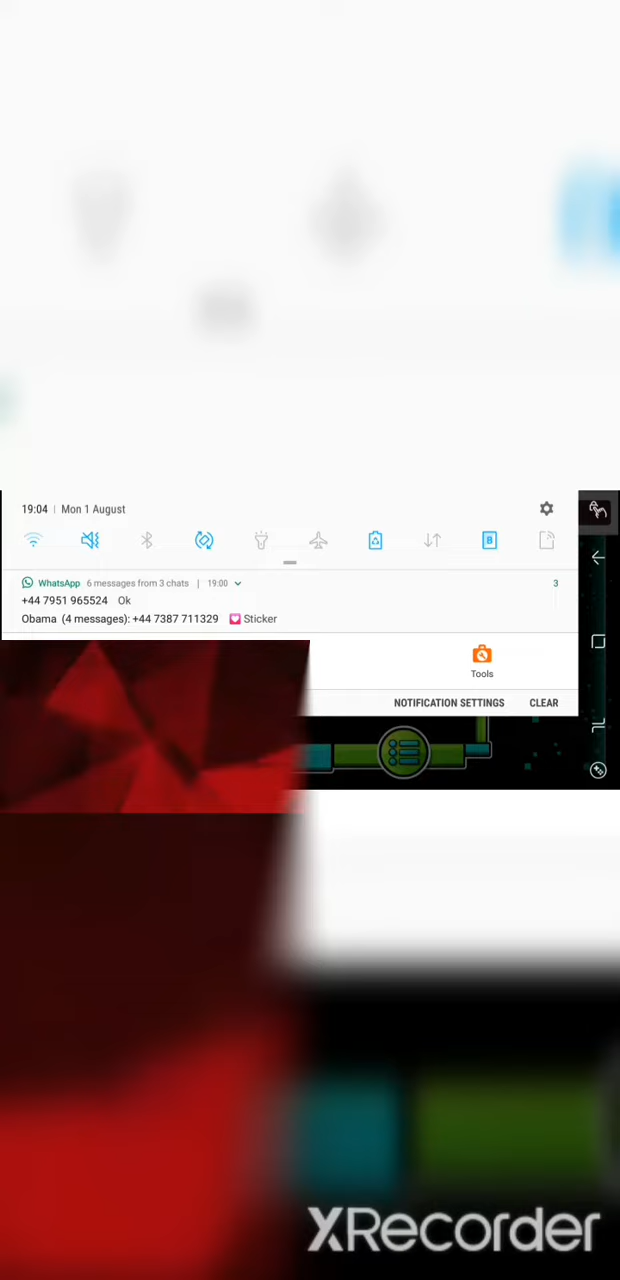 19:04 | Mon 1 August
WhatsApp 6 messages from 3 chats | 19:00 3
+44 7951 965524 Ok
Obama (4 messages): +44 7387 711329 Sticker
Tools
NOTIFICATION SETTINGS CLEAR
XRecorder